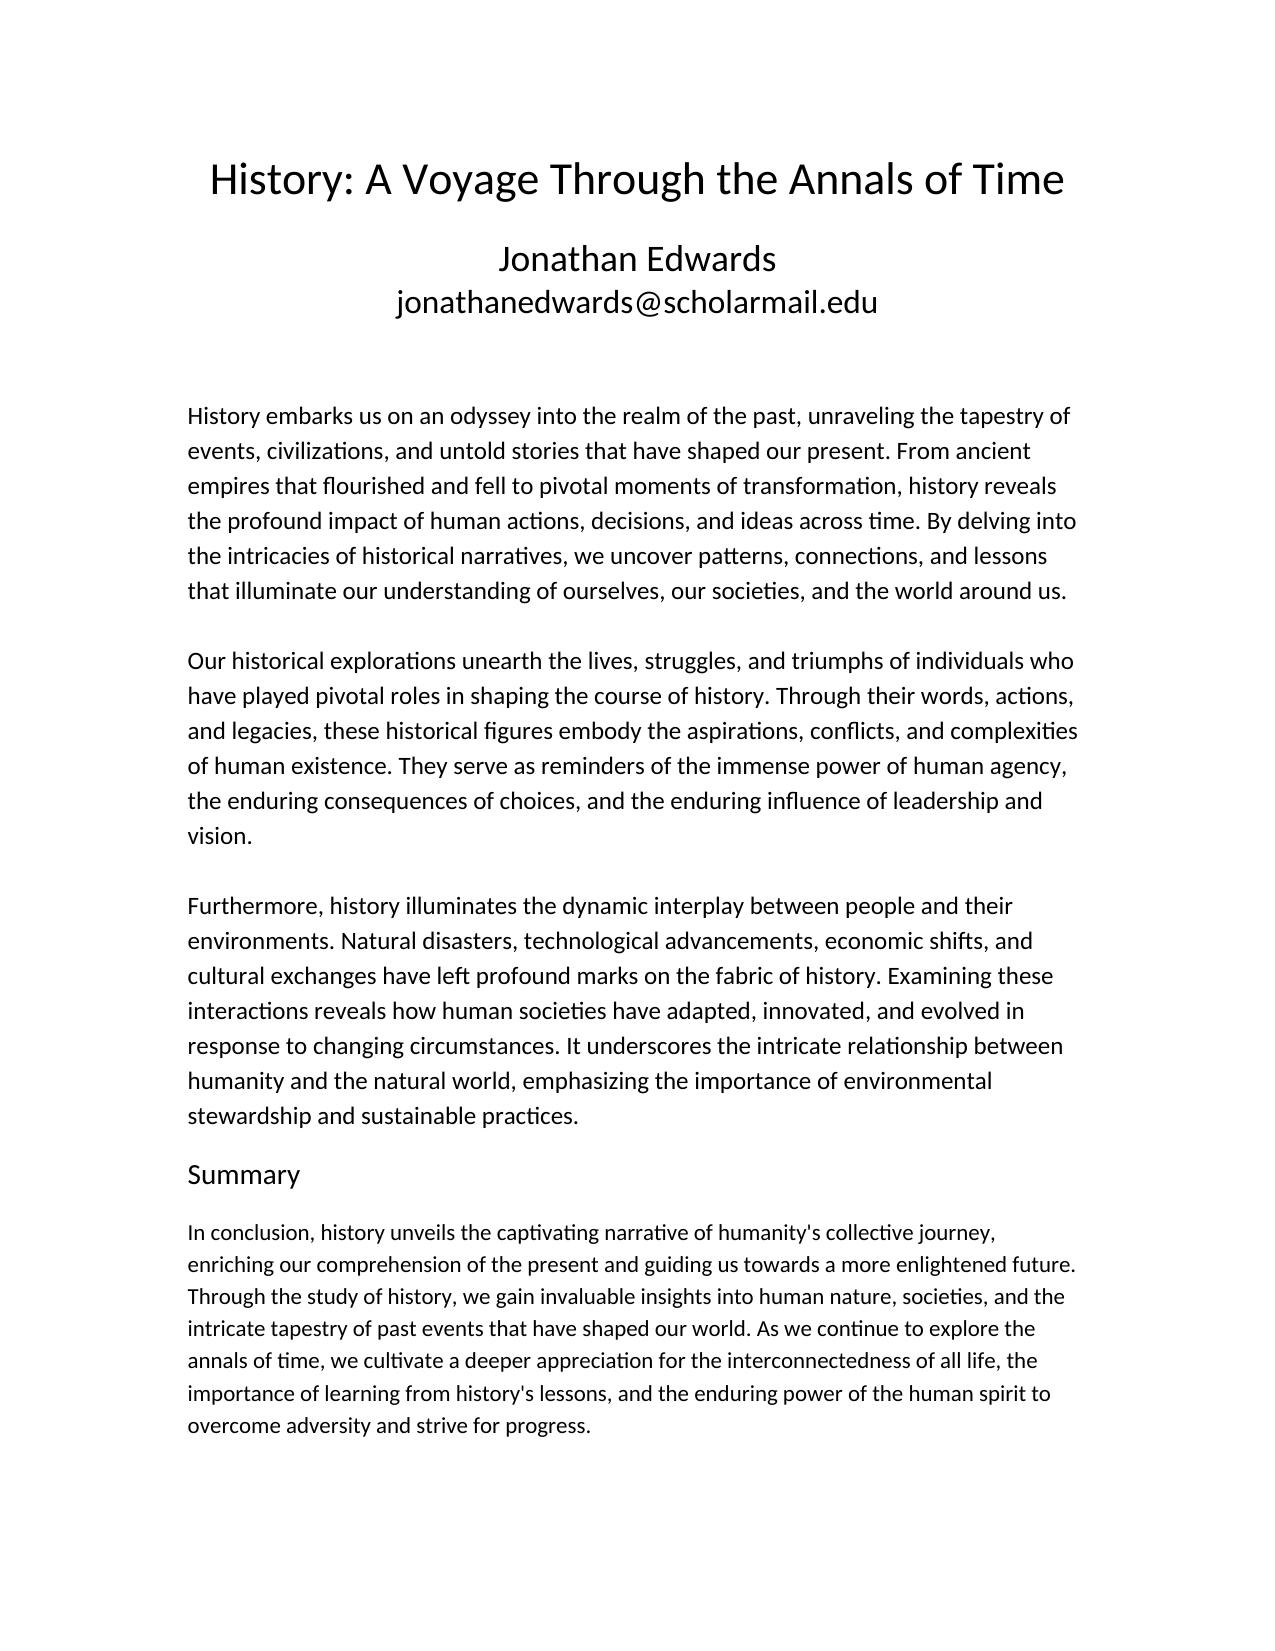 History: A Voyage Through the Annals of Time
Jonathan Edwards
jonathanedwards@scholarmail.edu
History embarks us on an odyssey into the realm of the past, unraveling the tapestry of
events, civilizations, and untold stories that have shaped our present. From ancient
empires that flourished and fell to pivotal moments of transformation, history reveals
the profound impact of human actions, decisions, and ideas across time. By delving into
the intricacies of historical narratives, we uncover patterns, connections, and lessons
that illuminate our understanding of ourselves, our societies, and the world around us.
Our historical explorations unearth the lives, struggles, and triumphs of individuals who
have played pivotal roles in shaping the course of history. Through their words, actions,
and legacies, these historical figures embody the aspirations, conflicts, and complexities
of human existence. They serve as reminders of the immense power of human agency,
the enduring consequences of choices, and the enduring influence of leadership and
vision.
Furthermore, history illuminates the dynamic interplay between people and their
environments. Natural disasters, technological advancements, economic shifts, and
cultural exchanges have left profound marks on the fabric of history. Examining these
interactions reveals how human societies have adapted, innovated, and evolved in
response to changing circumstances. It underscores the intricate relationship between
humanity and the natural world, emphasizing the importance of environmental
stewardship and sustainable practices.
Summary
In conclusion, history unveils the captivating narrative of humanity's collective journey,
enriching our comprehension of the present and guiding us towards a more enlightened future.
Through the study of history, we gain invaluable insights into human nature, societies, and the
intricate tapestry of past events that have shaped our world. As we continue to explore the
annals of time, we cultivate a deeper appreciation for the interconnectedness of all life, the
importance of learning from history's lessons, and the enduring power of the human spirit to
overcome adversity and strive for progress.